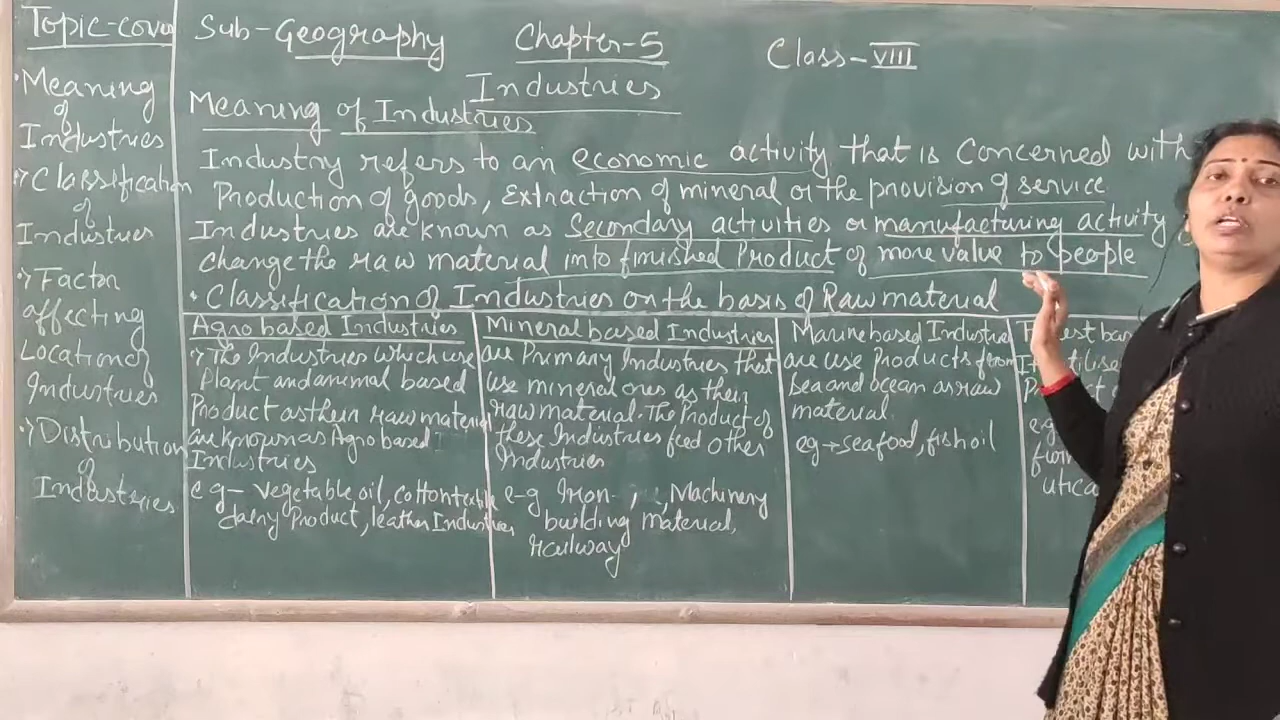 Topic-cover
Meaning
of
Industries
Classification
of
Industries
Factor
affecting
Location of
Industries
Distribution
of
Industries
Sub-Geography Chapter-5 Class-VIII
Industries
Meaning of Industries
Industry refers to an economic activity that is Concerned with
Production of goods, Extraction of mineral or the provision of service
Industries are known as Secondary activities or manufacturing activity
change the raw material into finished Product of more value to people
Classification of Industries on the basis of Raw material
Agro based Industries
The Industries which use
Plant and animal based
Product as their raw material
are known as Agro based
Industries
e g - vegetable oil, cotton textile
dairy Product, leather Industries
Mineral based Industries
are Primary Industries that
use mineral ores as their
raw material. The Product of
these Industries feed other
Industries
e-g Iron , Machinery
building material,
Railway
Marine based Industries
are use Products from
Sea and ocean as raw
material.
eg → sea food, fish oil